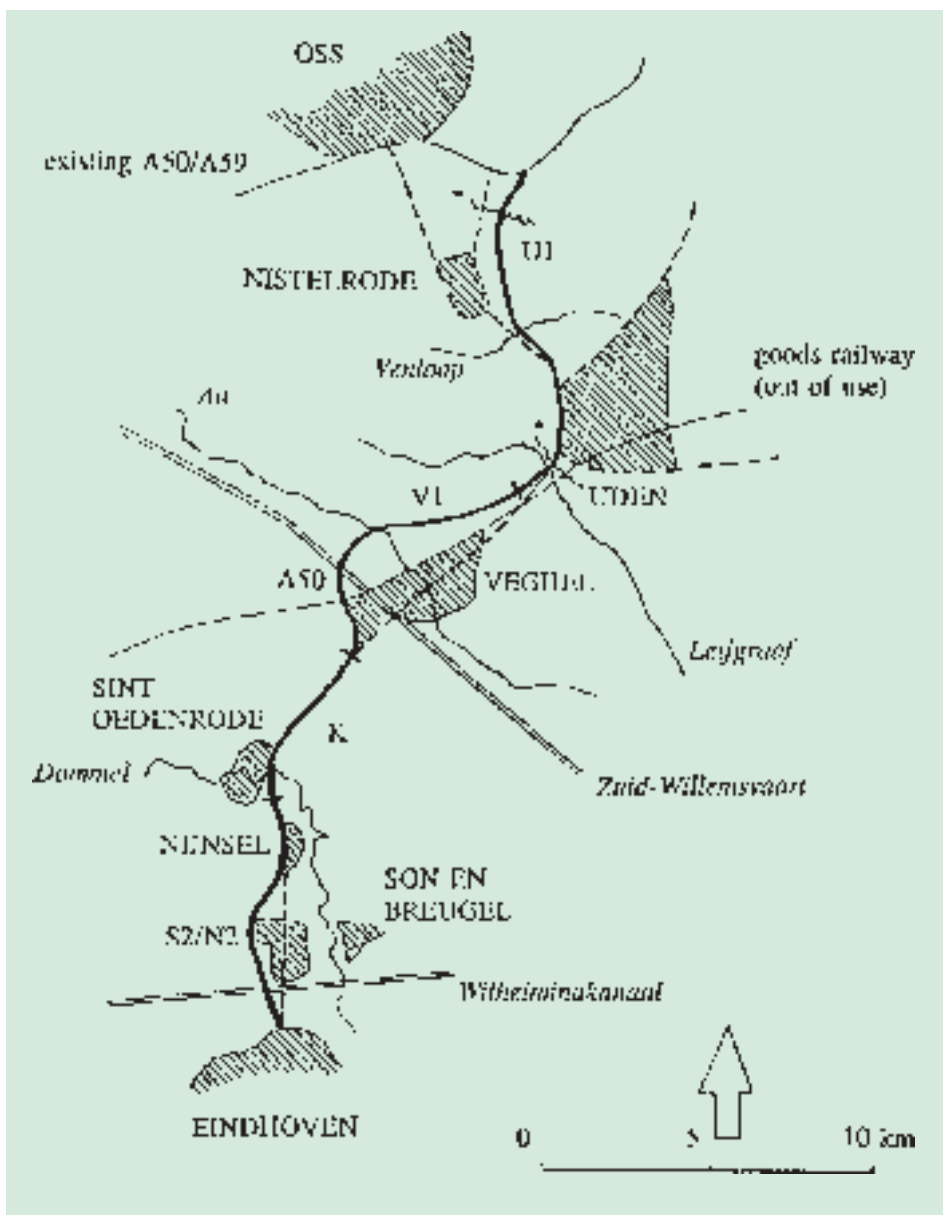 OSS
existing A50/A59
U1
NISTELRODE
Venloop
goods railway
(out of use)
Aa
V1
UDEN
A50
VEGHEL
Leijgraaf
SINT
OEDENRODE
K
Dommel
Zuid-Willemsvaart
NIJNSEL
SON EN
BREUGEL
S2/N2
Wilhelminakanaal
EINDHOVEN
0 5 10 km